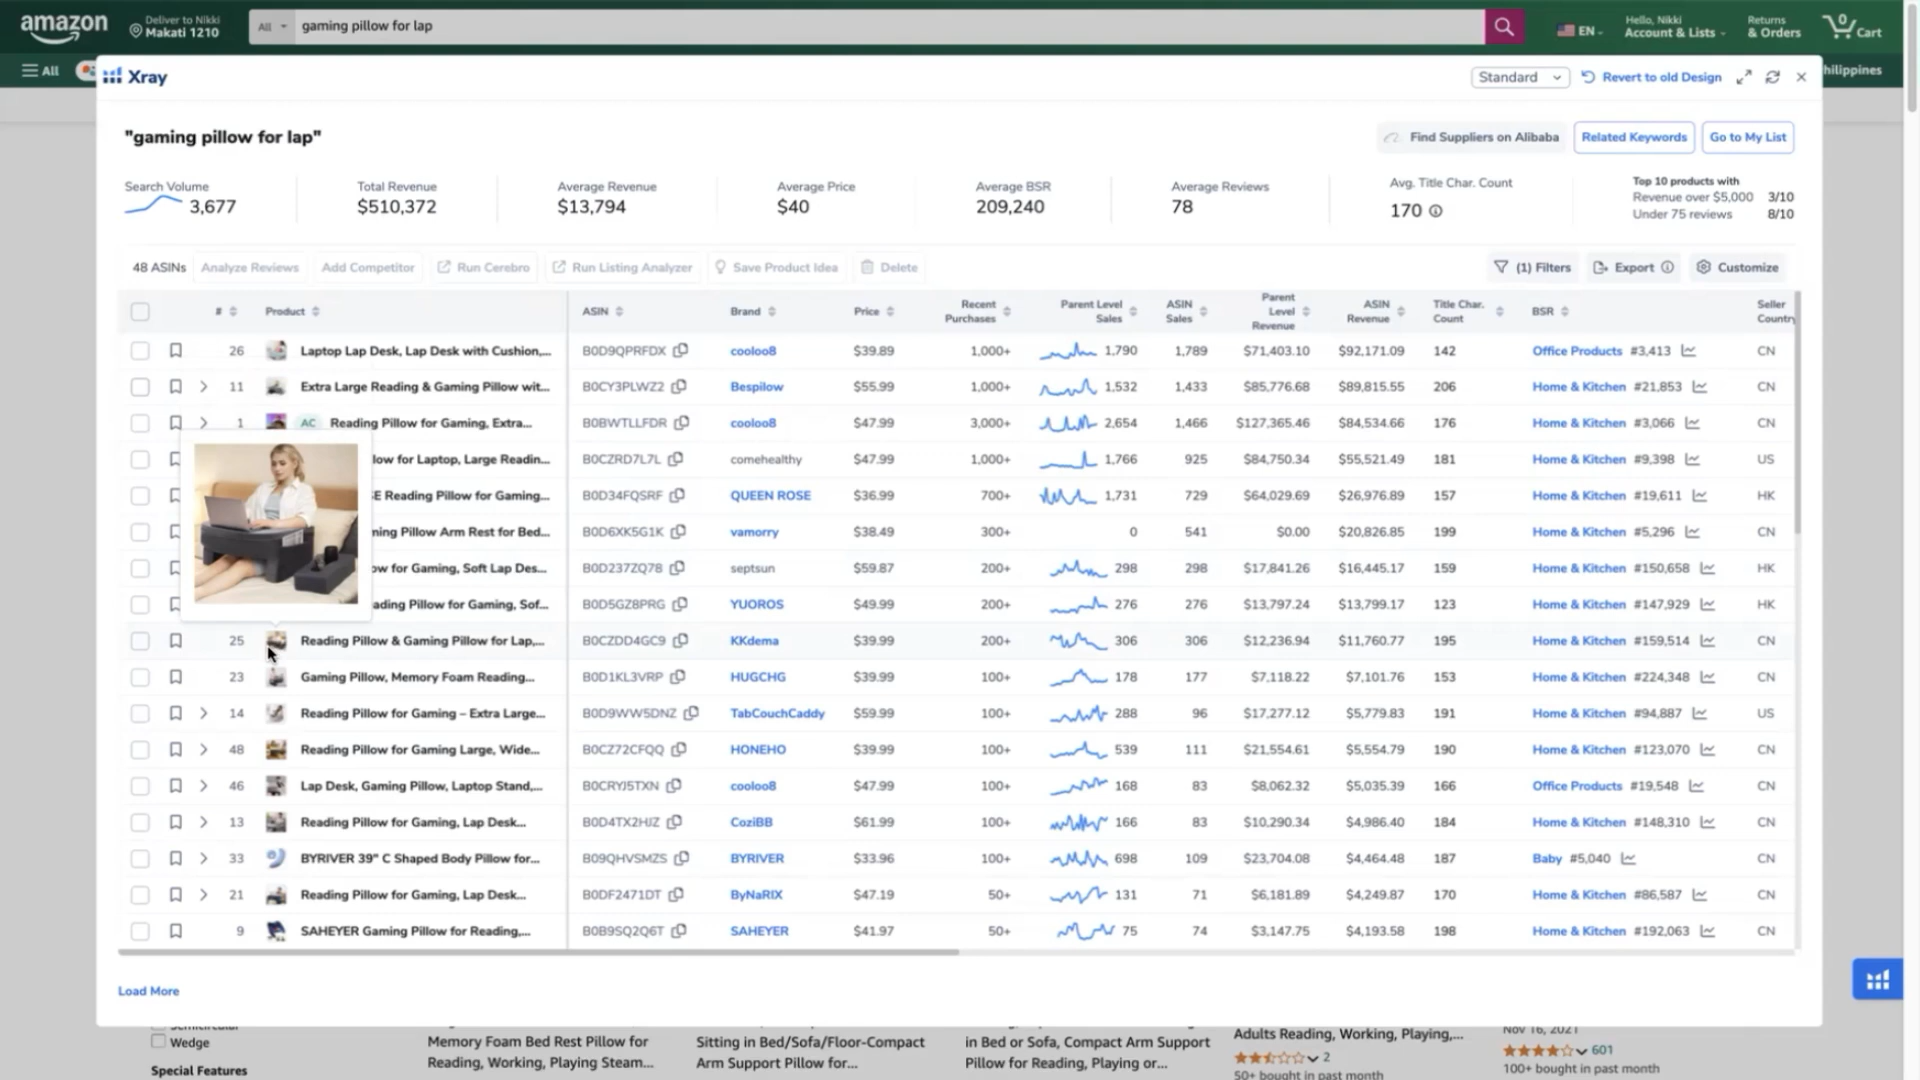 amazon
Deliver to Nikki
Makati 1210
All
gaming pillow for lap
EN
Hello, Nikki
Account & Lists
Returns
& Orders
0
Cart
All
hilippines
Xray
Standard
Revert to old Design
"gaming pillow for lap"
Find Suppliers on Alibaba
Related Keywords
Go to My List
Search Volume
3,677
Total Revenue
$510,372
Average Revenue
$13,794
Average Price
$40
Average BSR
209,240
Average Reviews
78
Avg. Title Char. Count
170
Top 10 products with
Revenue over $5,000 3/10
Under 75 reviews 8/10
48 ASINs Analyze Reviews Add Competitor Run Cerebro Run Listing Analyzer Save Product Idea Delete (1) Filters Export Customize
# Product ASIN Brand Price Recent Purchases Parent Level Sales ASIN Sales Parent Level Revenue ASIN Revenue Title Char. Count BSR Seller Country
26 Laptop Lap Desk, Lap Desk with Cushion,... B0D9QPRFDX cooloo8 $39.89 1,000+ 1,790 1,789 $71,403.10 $92,171.09 142 Office Products #3,413 CN
11 Extra Large Reading & Gaming Pillow wit... B0CY3PLWZ2 Bespilow $55.99 1,000+ 1,532 1,433 $85,776.68 $89,815.55 206 Home & Kitchen #21,853 CN
1 AC Reading Pillow for Gaming, Extra... B0BWTLLFDR cooloo8 $47.99 3,000+ 2,654 1,466 $127,365.46 $84,534.66 176 Home & Kitchen #3,066 CN
low for Laptop, Large Readin... B0CZRD7L7L comehealthy $47.99 1,000+ 1,766 925 $84,750.34 $55,521.49 181 Home & Kitchen #9,398 US
E Reading Pillow for Gaming... B0D34FQSRF QUEEN ROSE $36.99 700+ 1,731 729 $64,029.69 $26,976.89 157 Home & Kitchen #19,611 HK
ning Pillow Arm Rest for Bed... B0D6XK5G1K vamorry $38.49 300+ 0 541 $0.00 $20,826.85 199 Home & Kitchen #5,296 CN
ow for Gaming, Soft Lap Des... B0D237ZQ78 septsun $59.87 200+ 298 298 $17,841.26 $16,445.17 159 Home & Kitchen #150,658 HK
ading Pillow for Gaming, Sof... B0D5GZ8PRG YUOROS $49.99 200+ 276 276 $13,797.24 $13,799.17 123 Home & Kitchen #147,929 HK
25 Reading Pillow & Gaming Pillow for Lap,... B0CZDD4GC9 KKdema $39.99 200+ 306 306 $12,236.94 $11,760.77 195 Home & Kitchen #159,514 CN
23 Gaming Pillow, Memory Foam Reading... B0D1KL3VRP HUGCHG $39.99 100+ 178 177 $7,118.22 $7,101.76 153 Home & Kitchen #224,348 CN
14 Reading Pillow for Gaming – Extra Large... B0D9WW5DNZ TabCouchCaddy $59.99 100+ 288 96 $17,277.12 $5,779.83 191 Home & Kitchen #94,887 US
48 Reading Pillow for Gaming Large, Wide... B0CZ72CFQQ HONEHO $39.99 100+ 539 111 $21,554.61 $5,554.79 190 Home & Kitchen #123,070 CN
46 Lap Desk, Gaming Pillow, Laptop Stand,... B0CRYJ5TXN cooloo8 $47.99 100+ 168 83 $8,062.32 $5,035.39 166 Office Products #19,548 CN
13 Reading Pillow for Gaming, Lap Desk... B0D4TX2HJZ CoziBB $61.99 100+ 166 83 $10,290.34 $4,986.40 184 Home & Kitchen #148,310 CN
33 BYRIVER 39" C Shaped Body Pillow for... B09QHVSMZS BYRIVER $33.96 100+ 698 109 $23,704.08 $4,464.48 187 Baby #5,040 CN
21 Reading Pillow for Gaming, Lap Desk... B0DF2471DT ByNaRIX $47.19 50+ 131 71 $6,181.89 $4,249.87 170 Home & Kitchen #86,587 CN
9 SAHEYER Gaming Pillow for Reading,... B0B9SQ2Q6T SAHEYER $41.97 50+ 75 74 $3,147.75 $4,193.58 198 Home & Kitchen #192,063 CN
Load More
Semicircular
Wedge
Special Features
Memory Foam Bed Rest Pillow for
Reading, Working, Playing Steam...
Sitting in Bed/Sofa/Floor-Compact
Arm Support Pillow for...
in Bed or Sofa, Compact Arm Support
Pillow for Reading, Playing or...
Adults Reading, Working, Playing,...
2
50+ bought in past month
Nov 16, 2021
601
100+ bought in past month